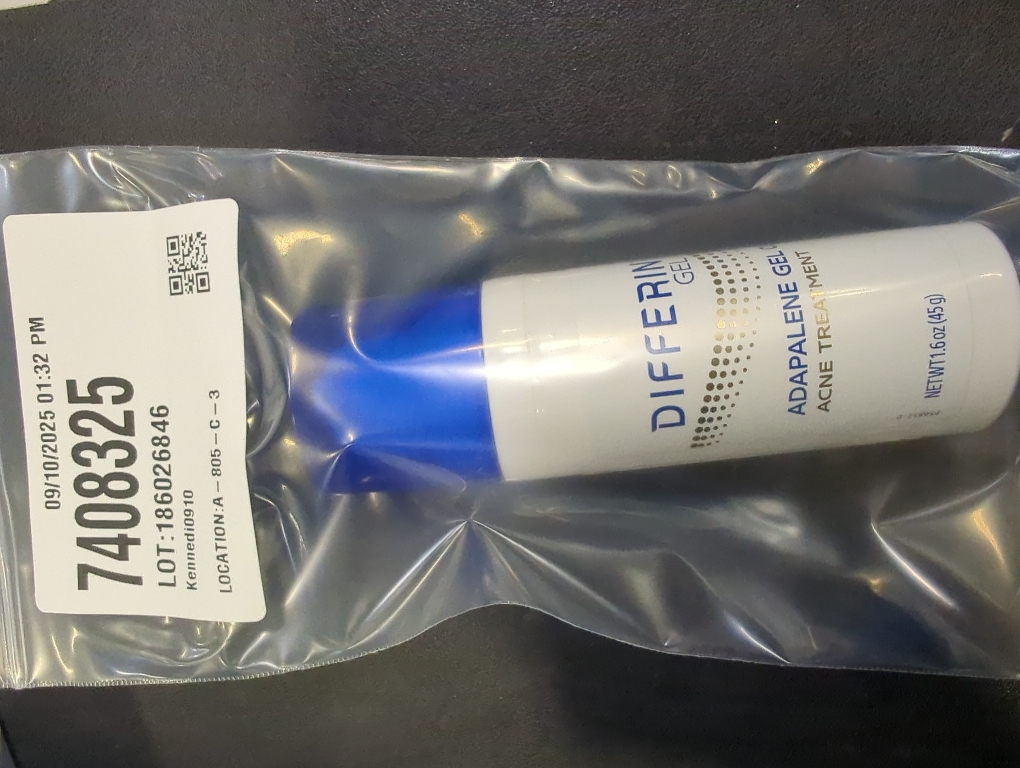 09/10/2025 01:32 PM
7408325
LOT:186026846
Kennedi0910
LOCATION:A-805-C-3
DIFFERIN
GEL
ADAPALENE GEL
ACNE TREATMENT
NET WT 1.6 oz (45 g)